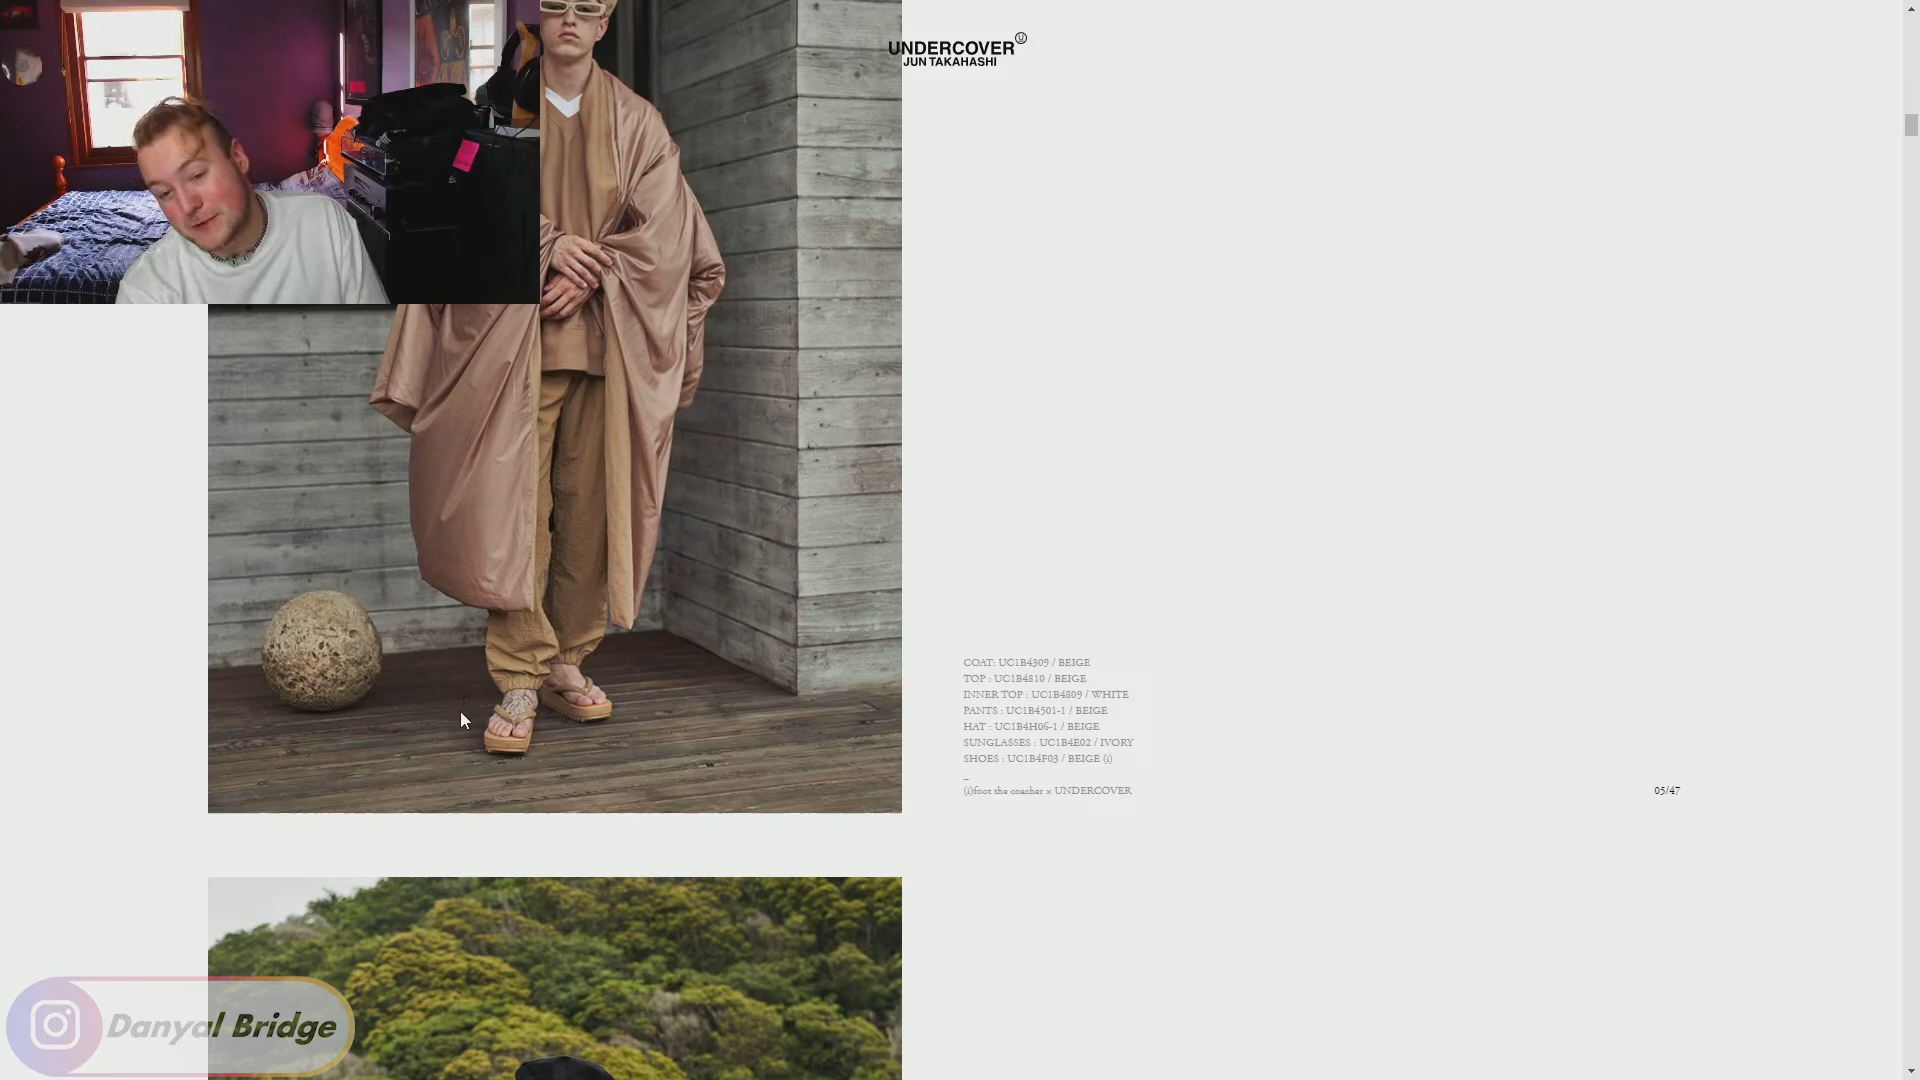 UNDERCOVER
JUN TAKAHASHI
COAT: UC1B4309 / BEIGE
TOP : UC1B4810 / BEIGE
INNER TOP : UC1B4809 / WHITE
PANTS : UC1B4501-1 / BEIGE
HAT : UC1B4H06-1 / BEIGE
SUNGLASSES : UC1B4E02 / IVORY
SHOES : UC1B4F03 / BEIGE (i)
_
(i)foot the coacher × UNDERCOVER
05/47
Danyal Bridge